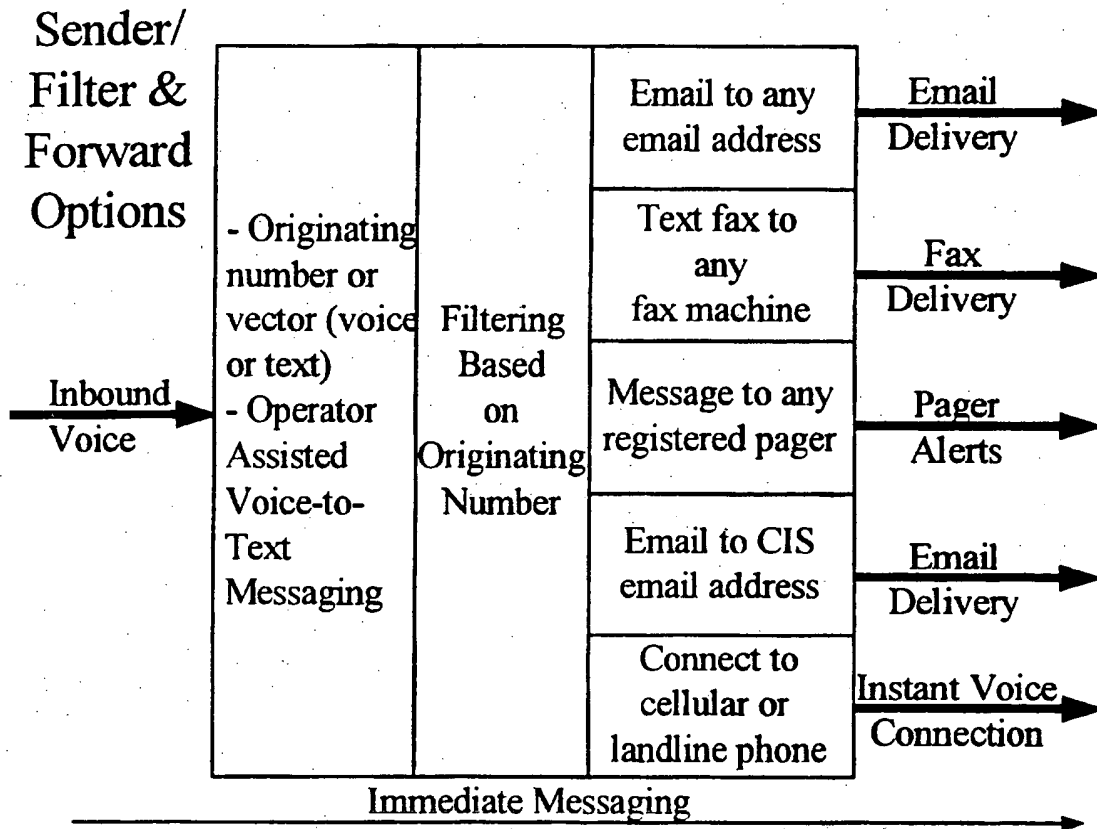 Sender/
Filter &
Forward
Options
Inbound
Voice
- Originating
number or
vector (voice
or text)
- Operator
Assisted
Voice-to-
Text
Messaging
Filtering
Based
on
Originating
Number
Email to any
email address
Text fax to
any
fax machine
Message to any
registered pager
Email to CIS
email address
Connect to
cellular or
landline phone
Email
Delivery
Fax
Delivery
Pager
Alerts
Email
Delivery
Instant Voice
Connection
Immediate Messaging